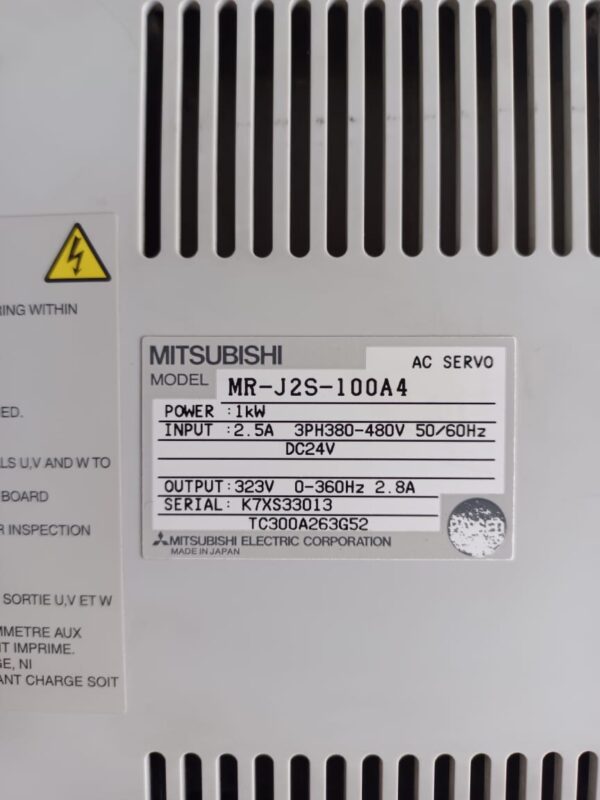 RING WITHIN
ED.
LS U,V AND W TO
BOARD
R INSPECTION
SORTIE U,V ET W
MMETRE AUX
T IMPRIME.
GE, NI
ANT CHARGE SOIT
MITSUBISHI
AC SERVO
MODEL MR-J2S-100A4
POWER :1kW
INPUT :2.5A 3PH380-480V 50/60Hz
DC24V
OUTPUT:323V 0-360Hz 2.8A
SERIAL: K7XS33013
TC300A263G52
MITSUBISHI ELECTRIC CORPORATION
MADE IN JAPAN
PASSED